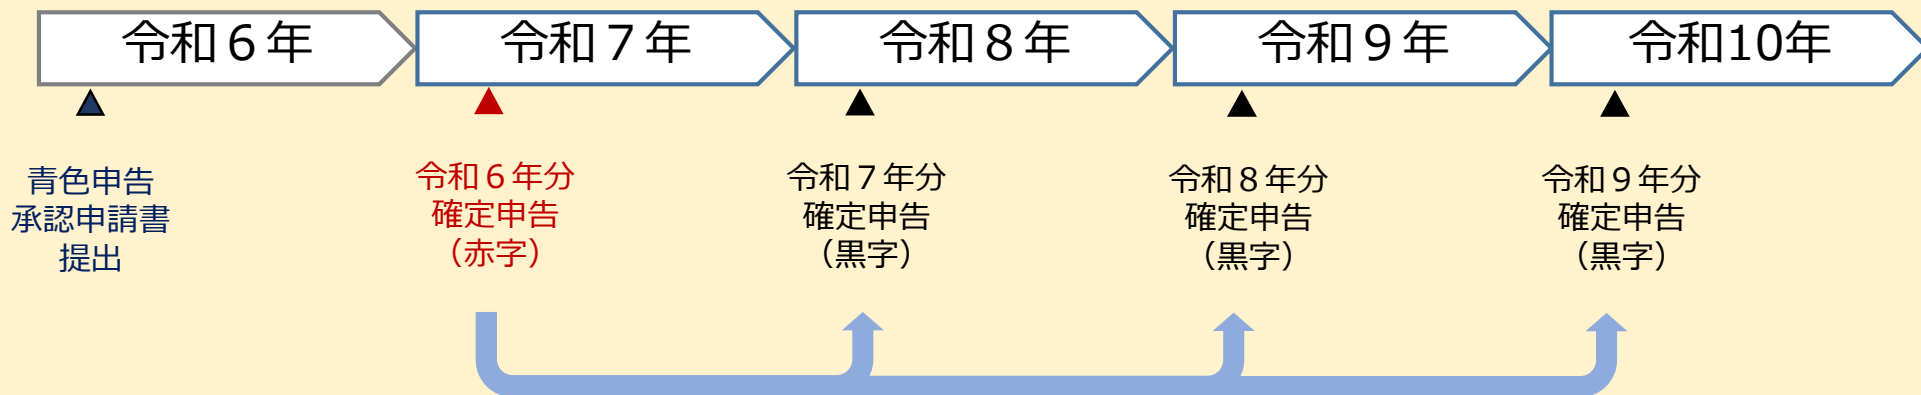 令和６年
令和７年
令和８年
令和９年
令和10年
青色申告
承認申請書
提出
令和６年分
確定申告
（赤字）
令和７年分
確定申告
（黒字）
令和８年分
確定申告
（黒字）
令和９年分
確定申告
（黒字）